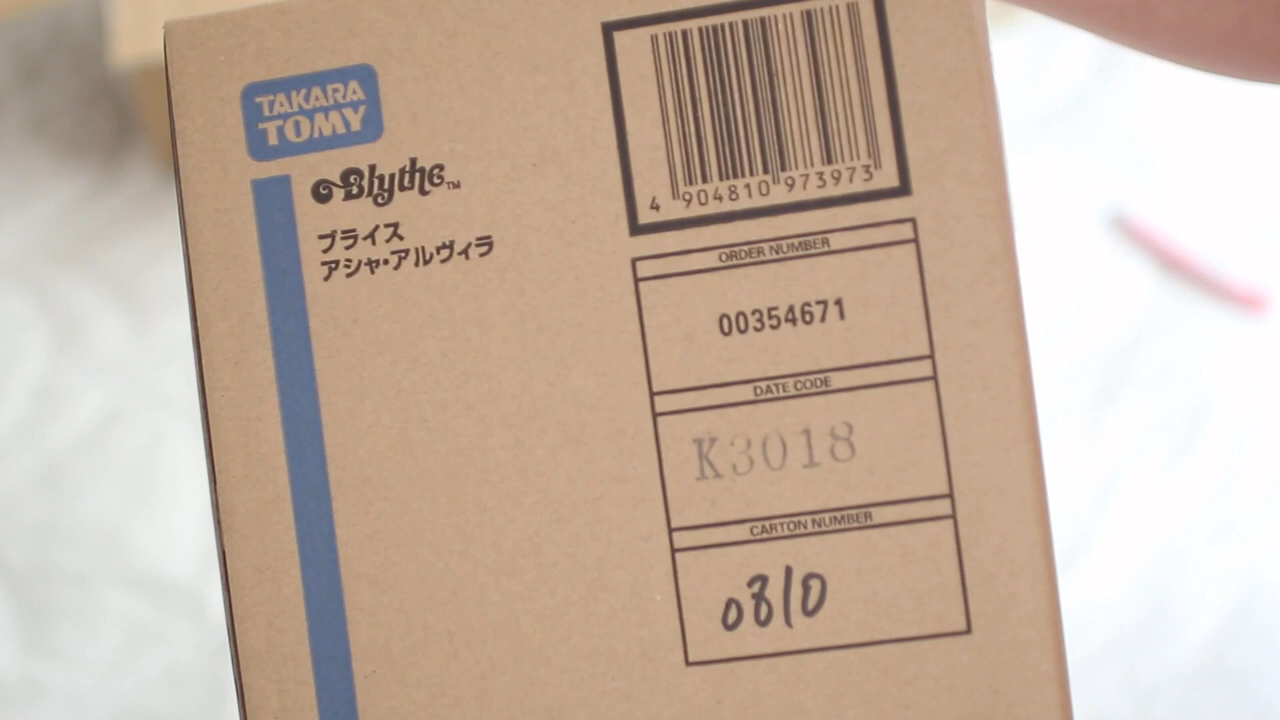 TAKARA
TOMY
Blythe™
ブライス
アシャ・アルヴィラ
4 904810 973973
ORDER NUMBER
00354671
DATE CODE
K3018
CARTON NUMBER
0810